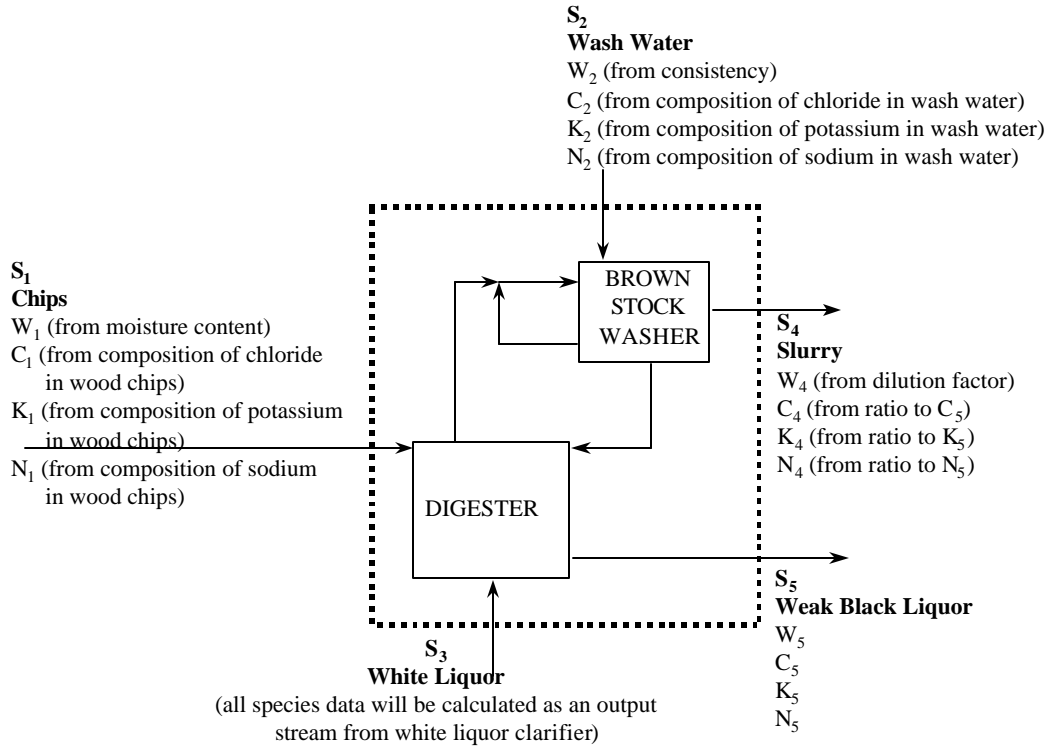 S2
Wash Water
W2 (from consistency)
C2 (from composition of chloride in wash water)
K2 (from composition of potassium in wash water)
N2 (from composition of sodium in wash water)
S1
Chips
W1 (from moisture content)
C1 (from composition of chloride
in wood chips)
K1 (from composition of potassium
in wood chips)
N1 (from composition of sodium
in wood chips)
BROWN
STOCK
WASHER
S4
Slurry
W4 (from dilution factor)
C4 (from ratio to C5)
K4 (from ratio to K5)
N4 (from ratio to N5)
DIGESTER
S5
Weak Black Liquor
W5
C5
K5
N5
S3
White Liquor
(all species data will be calculated as an output
stream from white liquor clarifier)